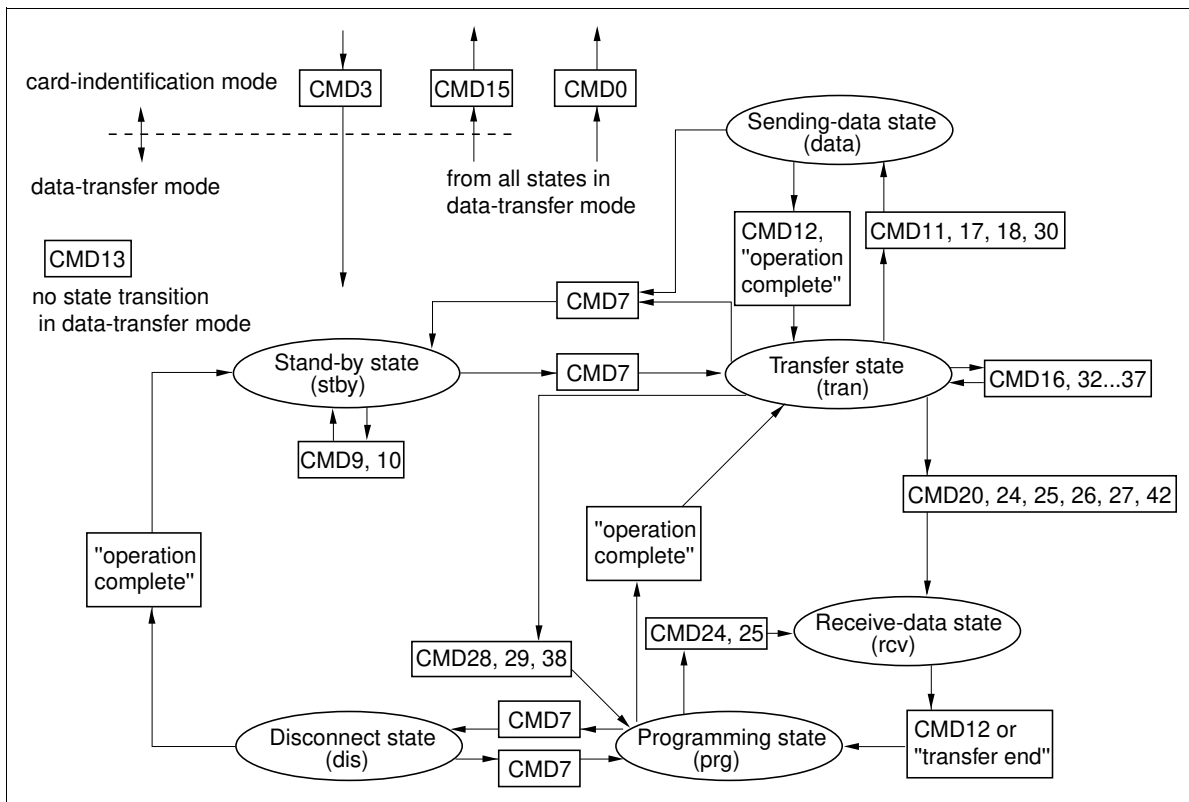 card-indentification mode
CMD3
CMD15
CMD0
data-transfer mode
from all states in
data-transfer mode
Sending-data state
(data)
CMD13
no state transition
in data-transfer mode
CMD12,
"operation
complete"
CMD11, 17, 18, 30
CMD7
Stand-by state
(stby)
CMD7
Transfer state
(tran)
CMD16, 32...37
CMD9, 10
CMD20, 24, 25, 26, 27, 42
"operation
complete"
"operation
complete"
CMD28, 29, 38
CMD24, 25
Receive-data state
(rcv)
Disconnect state
(dis)
CMD7
CMD7
Programming state
(prg)
CMD12 or
"transfer end"